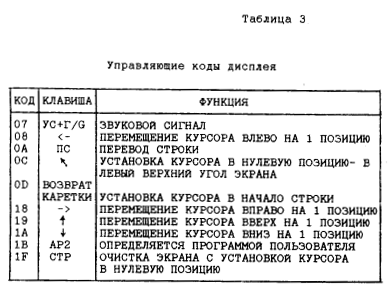 Таблица 3
Управляющие коды дисплея
КОД КЛАВИША ФУНКЦИЯ
07 УС+Г/G ЗВУКОВОЙ СИГНАЛ
08 <- ПЕРЕМЕЩЕНИЕ КУРСОРА ВЛЕВО НА 1 ПОЗИЦИЮ
0A ПС ПЕРЕВОД СТРОКИ
0C ↖ УСТАНОВКА КУРСОРА В НУЛЕВУЮ ПОЗИЦИЮ- В
ЛЕВЫЙ ВЕРХНИЙ УГОЛ ЭКРАНА
0D ВОЗВРАТ
КАРЕТКИ УСТАНОВКА КУРСОРА В НАЧАЛО СТРОКИ
18 -> ПЕРЕМЕЩЕНИЕ КУРСОРА ВПРАВО НА 1 ПОЗИЦИЮ
19 ↑ ПЕРЕМЕЩЕНИЕ КУРСОРА ВВЕРХ НА 1 ПОЗИЦИЮ
1A ↓ ПЕРЕМЕЩЕНИЕ КУРСОРА ВНИЗ НА 1 ПОЗИЦИЮ
1B АР2 ОПРЕДЕЛЯЕТСЯ ПРОГРАММОЙ ПОЛЬЗОВАТЕЛЯ
1F СТР ОЧИСТКА ЭКРАНА С УСТАНОВКОЙ КУРСОРА
В НУЛЕВУЮ ПОЗИЦИЮ